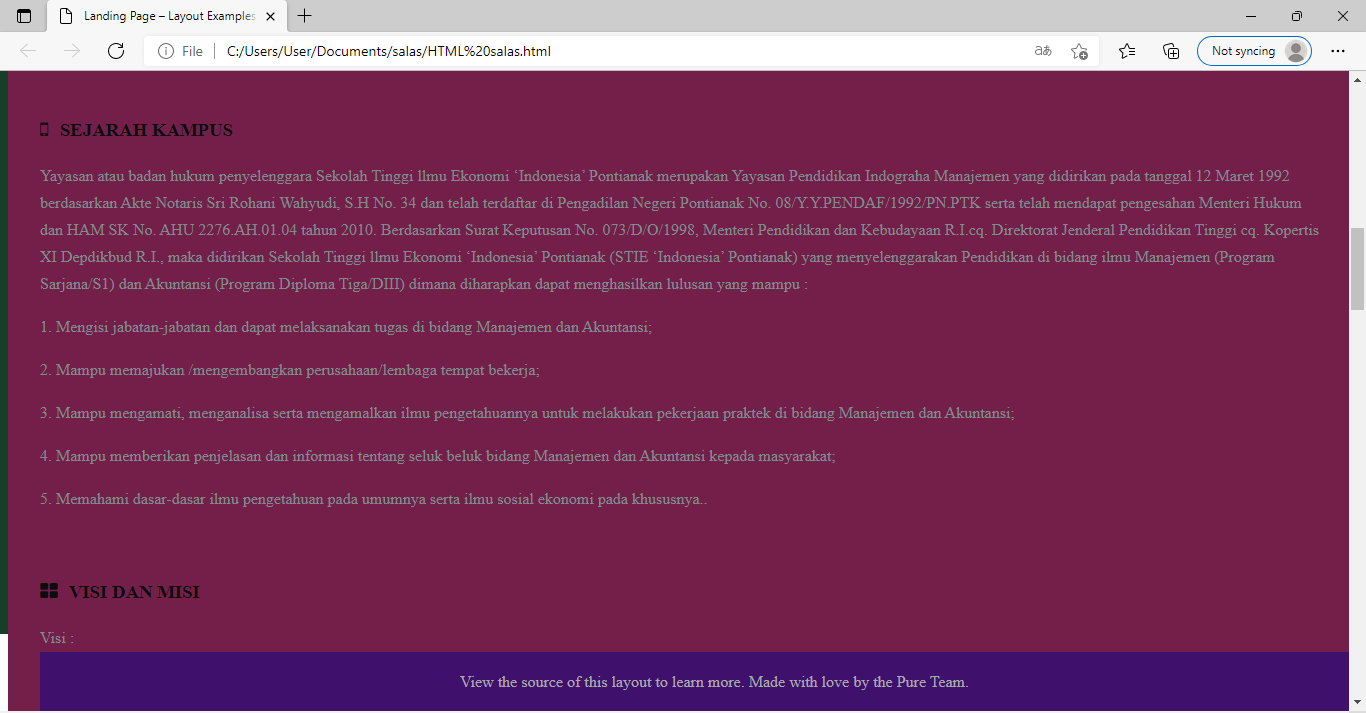 Landing Page – Layout Examples
File
C:/Users/User/Documents/salas/HTML%20salas.html
aあ
Not syncing
SEJARAH KAMPUS
Yayasan atau badan hukum penyelenggara Sekolah Tinggi llmu Ekonomi ‘Indonesia’ Pontianak merupakan Yayasan Pendidikan Indograha Manajemen yang didirikan pada tanggal 12 Maret 1992
berdasarkan Akte Notaris Sri Rohani Wahyudi, S.H No. 34 dan telah terdaftar di Pengadilan Negeri Pontianak No. 08/Y.Y.PENDAF/1992/PN.PTK serta telah mendapat pengesahan Menteri Hukum
dan HAM SK No. AHU 2276.AH.01.04 tahun 2010. Berdasarkan Surat Keputusan No. 073/D/O/1998, Menteri Pendidikan dan Kebudayaan R.I.cq. Direktorat Jenderal Pendidikan Tinggi cq. Kopertis
XI Depdikbud R.I., maka didirikan Sekolah Tinggi llmu Ekonomi ‘Indonesia’ Pontianak (STIE ‘Indonesia’ Pontianak) yang menyelenggarakan Pendidikan di bidang ilmu Manajemen (Program
Sarjana/S1) dan Akuntansi (Program Diploma Tiga/DIII) dimana diharapkan dapat menghasilkan lulusan yang mampu :
1. Mengisi jabatan-jabatan dan dapat melaksanakan tugas di bidang Manajemen dan Akuntansi;
2. Mampu memajukan /mengembangkan perusahaan/lembaga tempat bekerja;
3. Mampu mengamati, menganalisa serta mengamalkan ilmu pengetahuannya untuk melakukan pekerjaan praktek di bidang Manajemen dan Akuntansi;
4. Mampu memberikan penjelasan dan informasi tentang seluk beluk bidang Manajemen dan Akuntansi kepada masyarakat;
5. Memahami dasar-dasar ilmu pengetahuan pada umumnya serta ilmu sosial ekonomi pada khususnya..
VISI DAN MISI
Visi :
View the source of this layout to learn more. Made with love by the Pure Team.